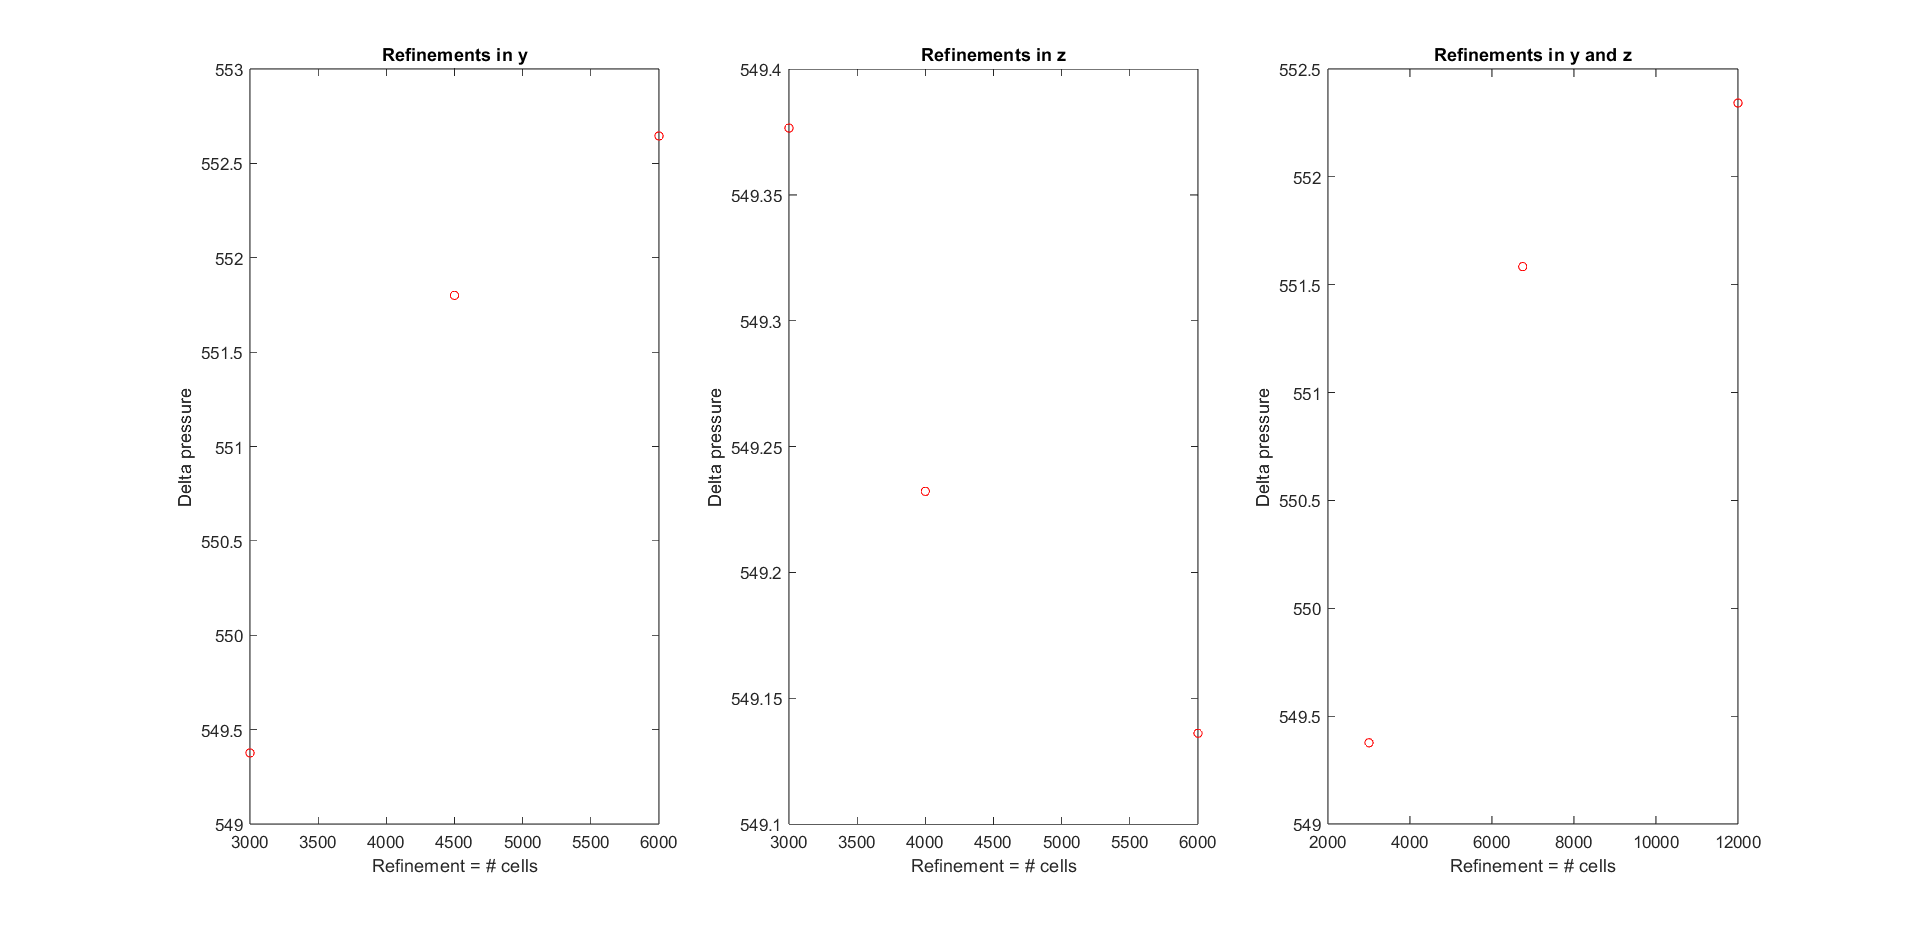 Refinements in y
553
552.5
552
551.5
551
550.5
550
549.5
549
Delta pressure
3000 3500 4000 4500 5000 5500 6000
Refinement = # cells
Refinements in z
549.4
549.35
549.3
549.25
549.2
549.15
549.1
Delta pressure
3000 3500 4000 4500 5000 5500 6000
Refinement = # cells
Refinements in y and z
552.5
552
551.5
551
550.5
550
549.5
549
Delta pressure
2000 4000 6000 8000 10000 12000
Refinement = # cells